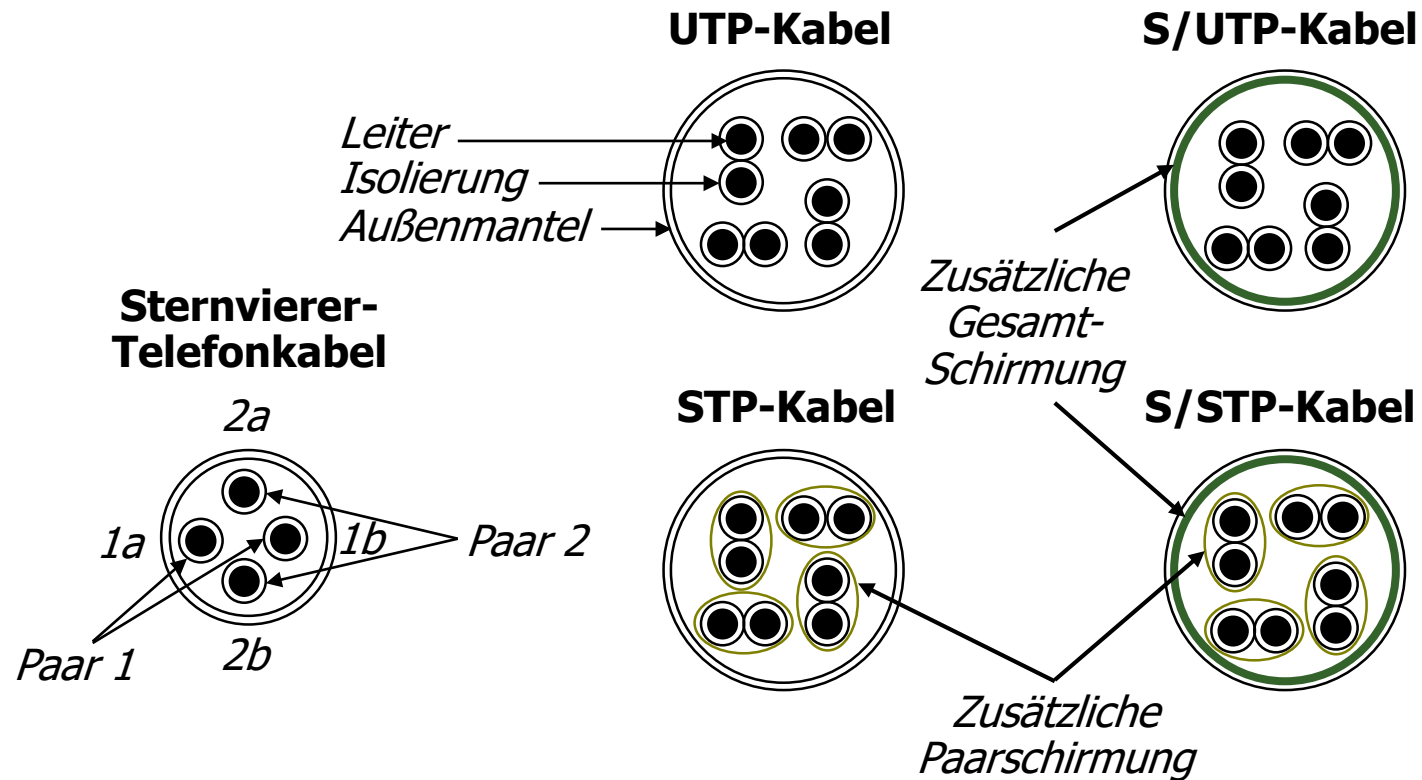 UTP-Kabel
S/UTP-Kabel
Leiter
Isolierung
Außenmantel
Zusätzliche
Gesamt-
Schirmung
Sternvierer-
Telefonkabel
STP-Kabel
S/STP-Kabel
2a
1a
1b
Paar 2
2b
Paar 1
Zusätzliche
Paarschirmung